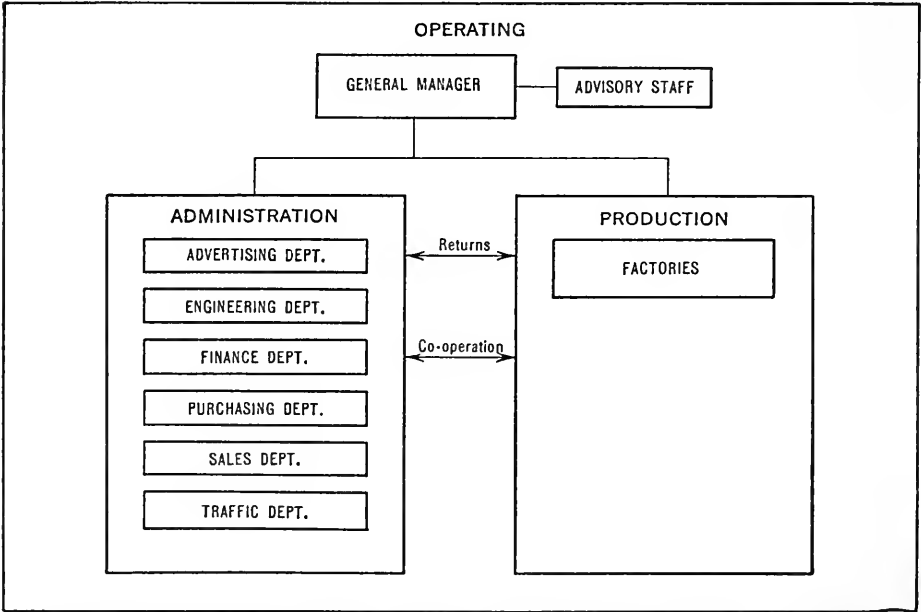 OPERATING
GENERAL MANAGER
ADVISORY STAFF
ADMINISTRATION
ADVERTISING DEPT.
ENGINEERING DEPT.
FINANCE DEPT.
PURCHASING DEPT.
SALES DEPT.
TRAFFIC DEPT.
Returns
Co-operation
PRODUCTION
FACTORIES